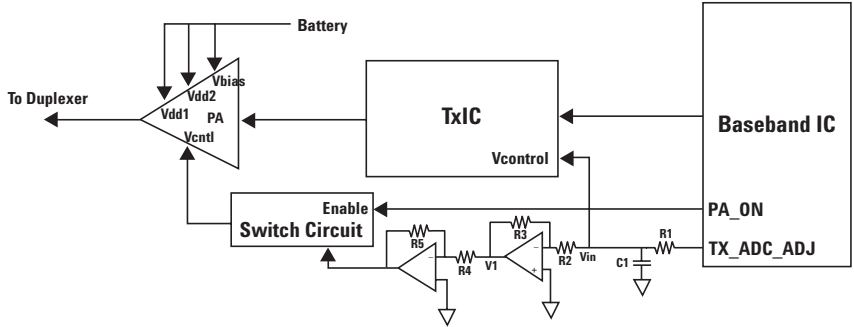 Battery
Vbias
Vdd2
Vdd1
To Duplexer
PA
Vcntl
TxIC
Vcontrol
Baseband IC
Enable
Switch Circuit
PA_ON
TX_ADC_ADJ
R1
R5
R3
R4
V1
R2
Vin
C1
-
-
+